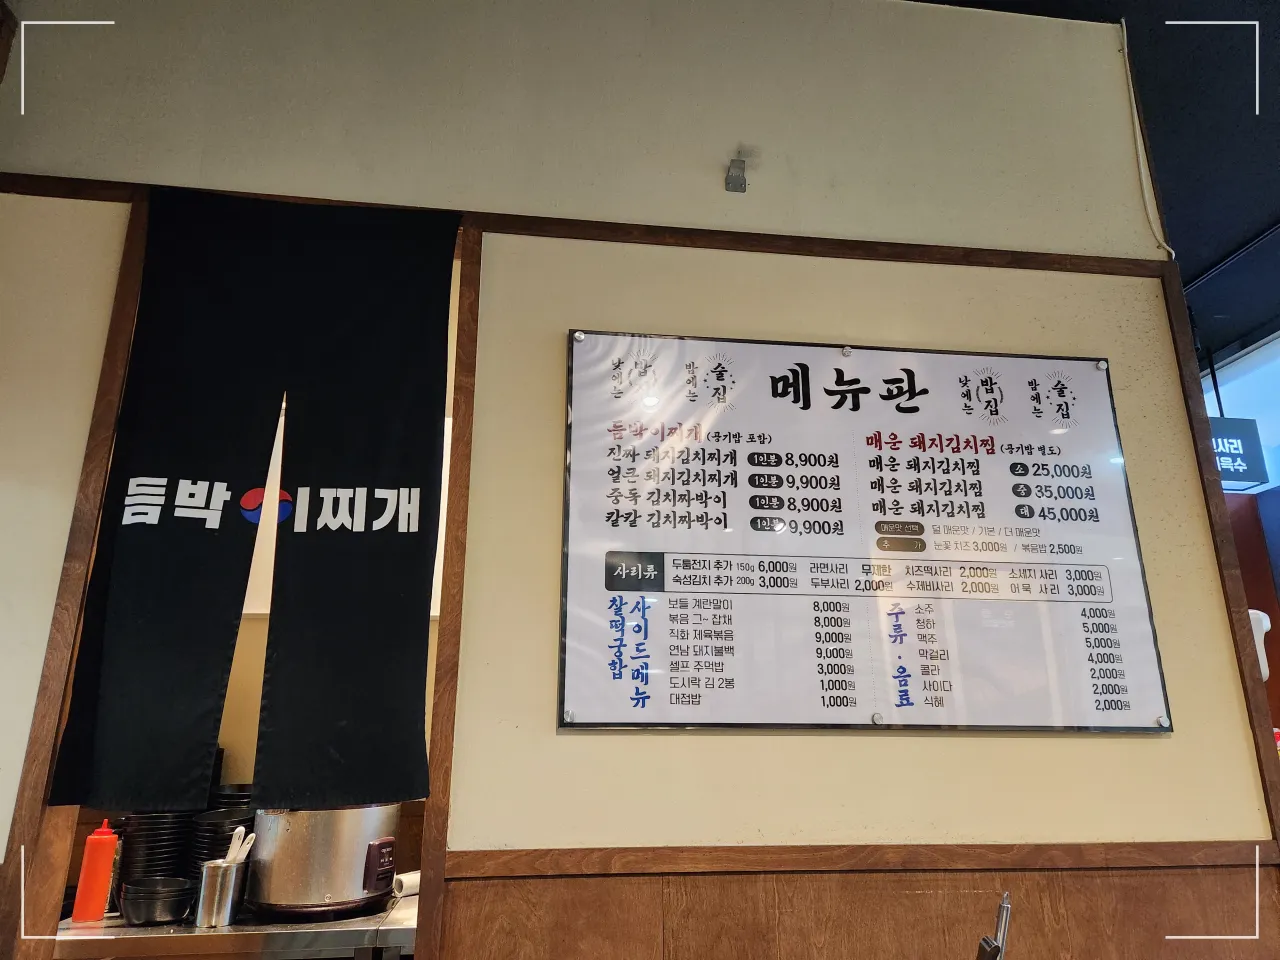 듬박이찌개
낮에는 밥집
밤에는 술집
메뉴판
낮에는 밥집
밤에는 술집
듬박이찌개 (공기밥 포함)
진짜 돼지김치찌개 1인분 8,900원
얼큰 돼지김치찌개 1인분 9,900원
중독 김치짜박이 1인분 8,900원
칼칼 김치짜박이 1인분 9,900원
매운 돼지김치찜 (공기밥 별도)
매운 돼지김치찜 소 25,000원
매운 돼지김치찜 중 35,000원
매운 돼지김치찜 대 45,000원
매운맛 선택 덜 매운맛 / 기본 / 더 매운맛
추 가 눈꽃 치즈 3,000원 / 볶음밥 2,500원
사리류
두툼전지 추가 150g 6,000원 라면사리 무제한 치즈떡사리 2,000원 소세지 사리 3,000원
숙성김치 추가 200g 3,000원 두부사리 2,000원 수제비사리 2,000원 어묵 사리 3,000원
찰떡궁합 사이드메뉴
보들 계란말이 8,000원
볶음 그~ 잡채 8,000원
직화 제육볶음 9,000원
연남 돼지불백 9,000원
셀프 주먹밥 3,000원
도시락 김 2봉 1,000원
대접밥 1,000원
주류 · 음료
소주 4,000원
청하 5,000원
맥주 5,000원
막걸리 4,000원
콜라 2,000원
사이다 2,000원
식혜 2,000원
사리
육수